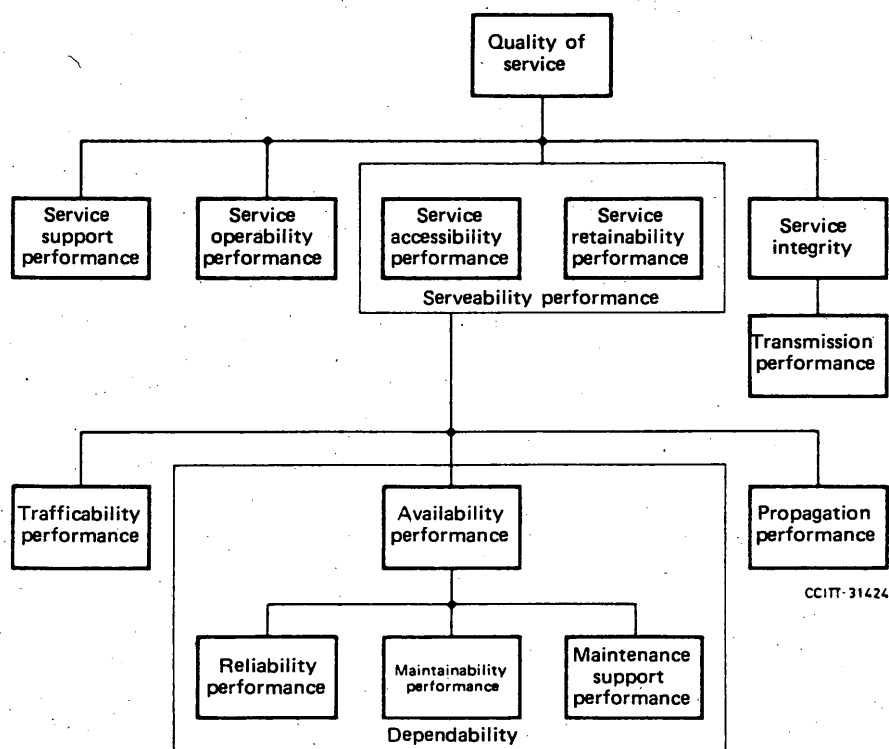 Quality of
service
Service
support
performance
Service
operability
performance
Service
accessibility
performance
Service
retainability
performance
Serveability performance
Service
integrity
Transmission
performance
Trafficability
performance
Availability
performance
Propagation
performance
CCITT-31424
Reliability
performance
Maintainability
performance
Maintenance
support
performance
Dependability